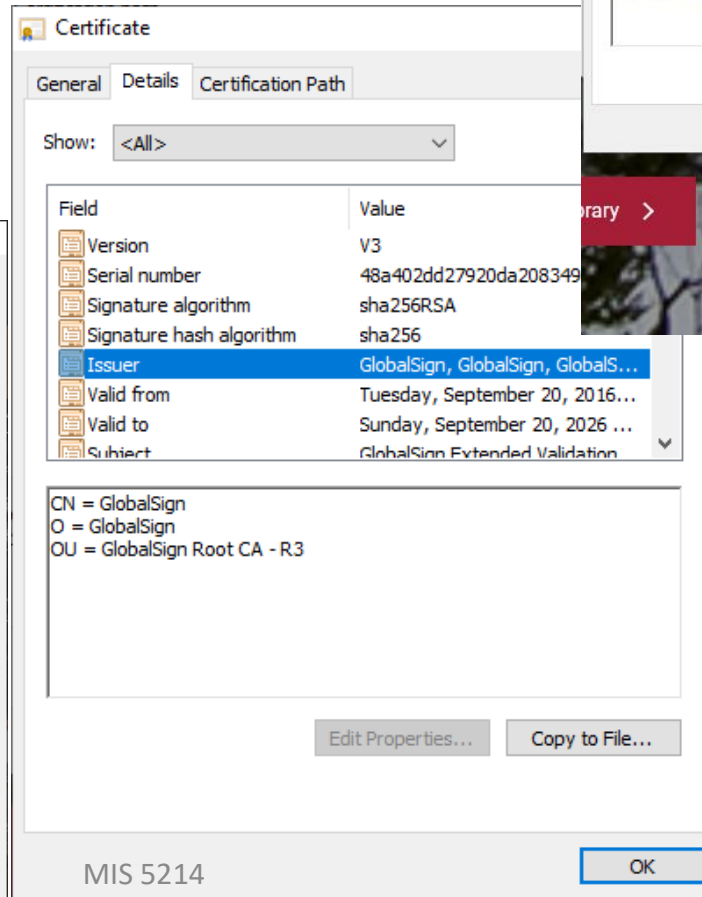 Certificate
General Details Certification Path
Show: <All>
Field Value
Version V3
Serial number 48a402dd27920da208349
Signature algorithm sha256RSA
Signature hash algorithm sha256
Issuer GlobalSign, GlobalSign, GlobalS...
Valid from Tuesday, September 20, 2016...
Valid to Sunday, September 20, 2026 ...
Subject GlobalSign Extended Validation
CN = GlobalSign
O = GlobalSign
OU = GlobalSign Root CA - R3
Edit Properties... Copy to File...
OK
MIS 5214
rary >